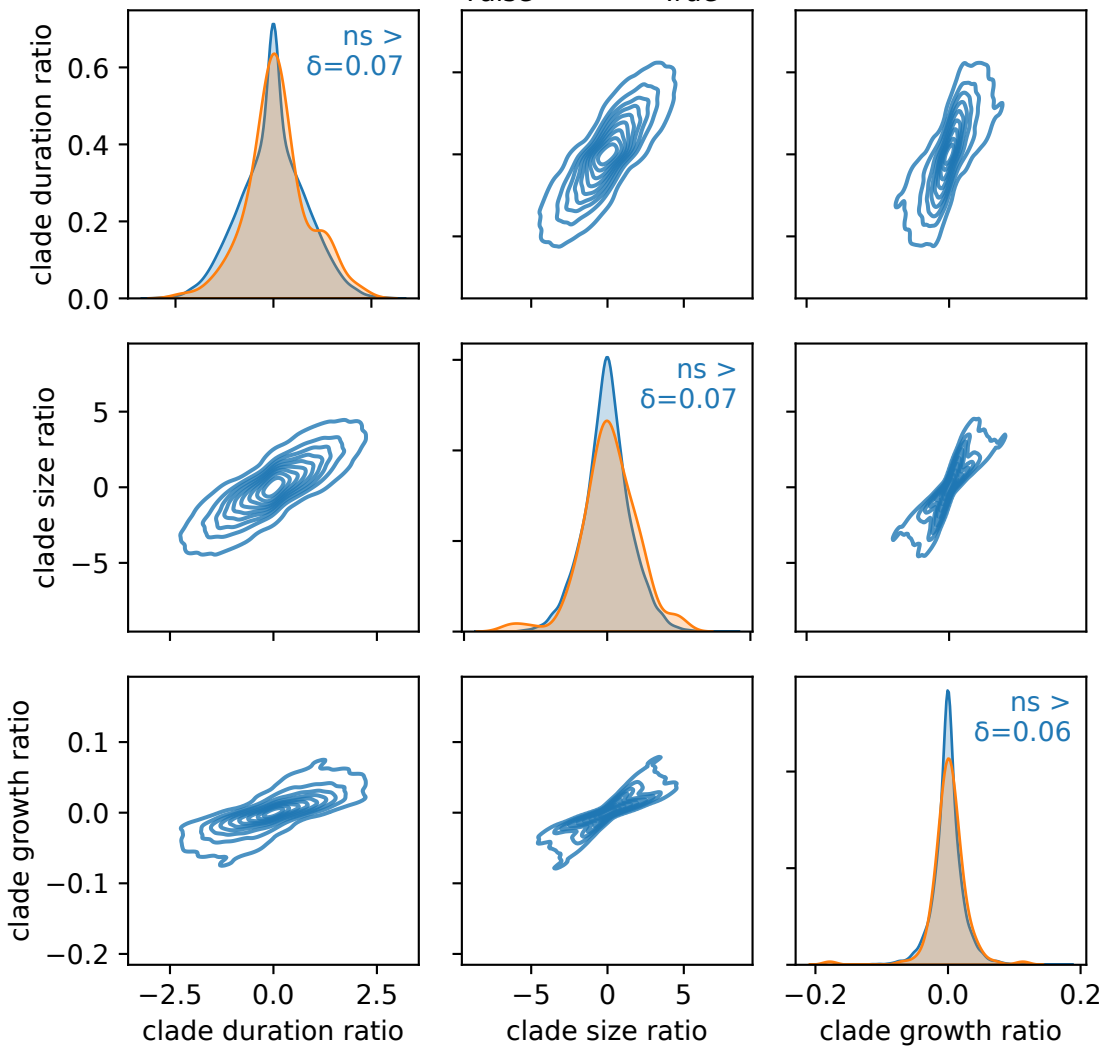 clade duration ratio
0.6
0.4
0.2
0.0
ns >
δ=0.07
clade size ratio
5
0
−5
ns >
δ=0.07
clade growth ratio
0.1
0.0
−0.1
−0.2
ns >
δ=0.06
−2.5 0.0 2.5
−5 0 5
−0.2 0.0 0.2
clade duration ratio
clade size ratio
clade growth ratio